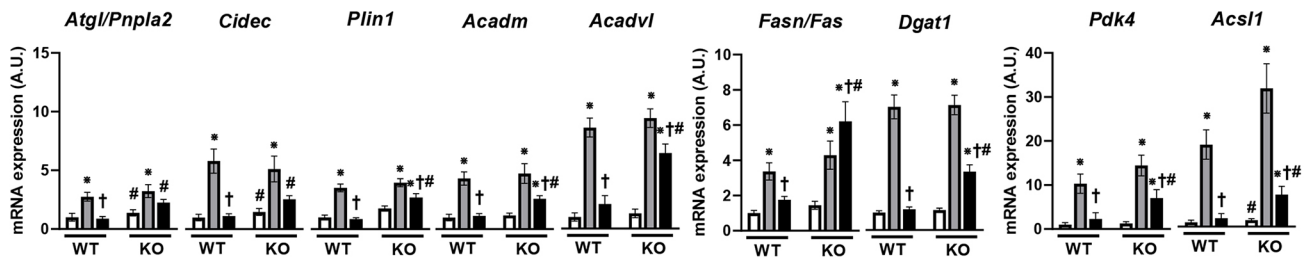 Atgl/Pnpla2 Cidec Plin1 Acadm Acadvl Fasn/Fas Dgat1 Pdk4 Acsl1
mRNA expression (A.U.)
15
10
5
0
* † # * #
* † # * #
* † * *†#
* † * *†#
* † * *†#
WT KO WT KO WT KO WT KO WT KO
mRNA expression (A.U.)
10
8
6
4
2
0
* † * *†#
* † * *†#
WT KO WT KO
mRNA expression (A.U.)
40
30
20
10
0
* † * *†#
* † # * *†#
WT KO WT KO